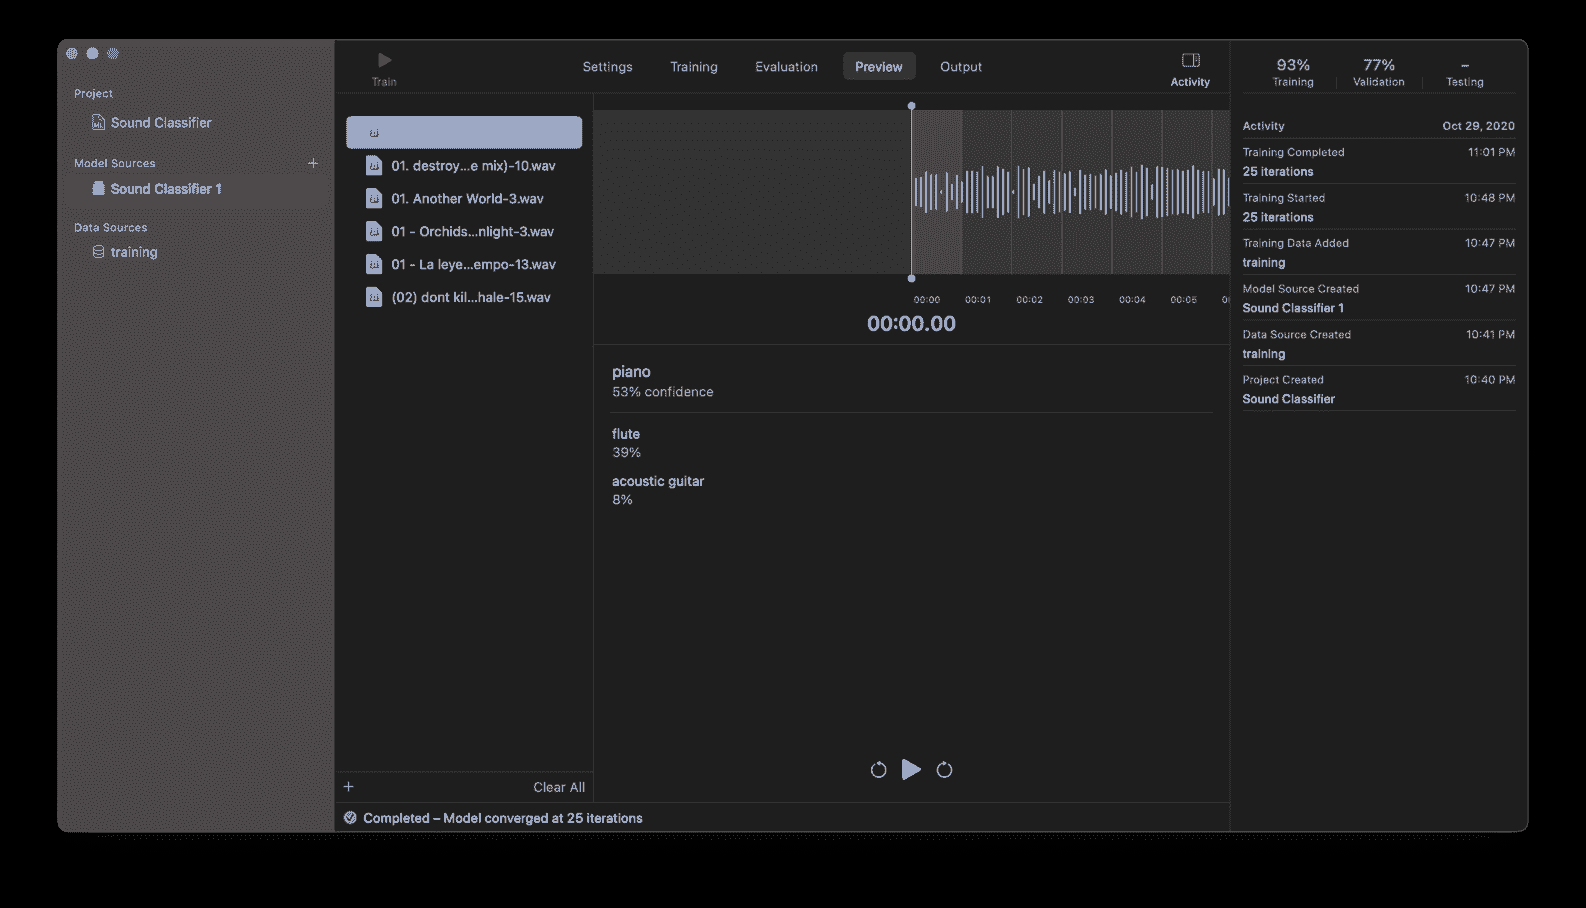 Project
Sound Classifier
Model Sources
+
Sound Classifier 1
Data Sources
training
Train
Settings
Training
Evaluation
Preview
Output
Activity
01. destroy...e mix)-10.wav
01. Another World-3.wav
01 - Orchids...nlight-3.wav
01 - La leye...empo-13.wav
(02) dont kil...hale-15.wav
+
Clear All
00:00 00:01 00:02 00:03 00:04 00:05
00:00.00
piano
53% confidence
flute
39%
acoustic guitar
8%
Completed – Model converged at 25 iterations
93% 77% –
Training Validation Testing
Activity Oct 29, 2020
Training Completed 11:01 PM
25 iterations
Training Started 10:48 PM
25 iterations
Training Data Added 10:47 PM
training
Model Source Created 10:47 PM
Sound Classifier 1
Data Source Created 10:41 PM
training
Project Created 10:40 PM
Sound Classifier